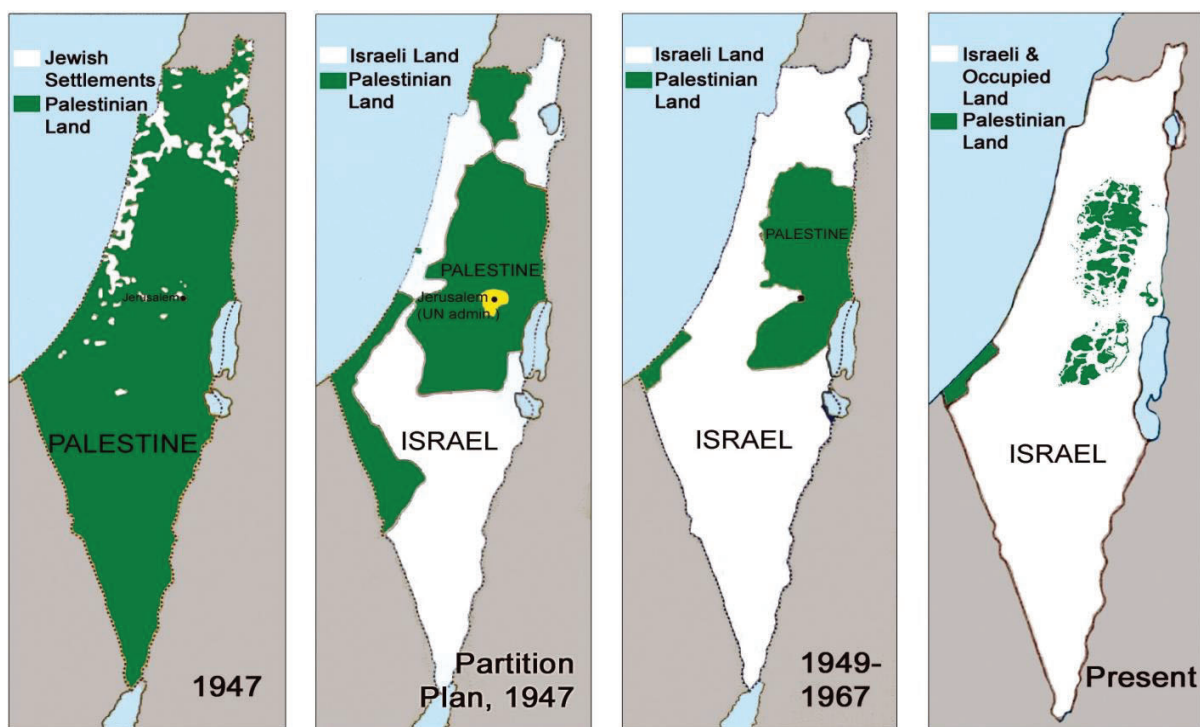 Jewish
Settlements
Palestinian
Land
Jerusalem
PALESTINE
1947
Israeli Land
Palestinian
Land
PALESTINE
Jerusalem
(UN admin.)
ISRAEL
Partition
Plan, 1947
Israeli Land
Palestinian
Land
PALESTINE
ISRAEL
1949-
1967
Israeli &
Occupied
Land
Palestinian
Land
ISRAEL
Present